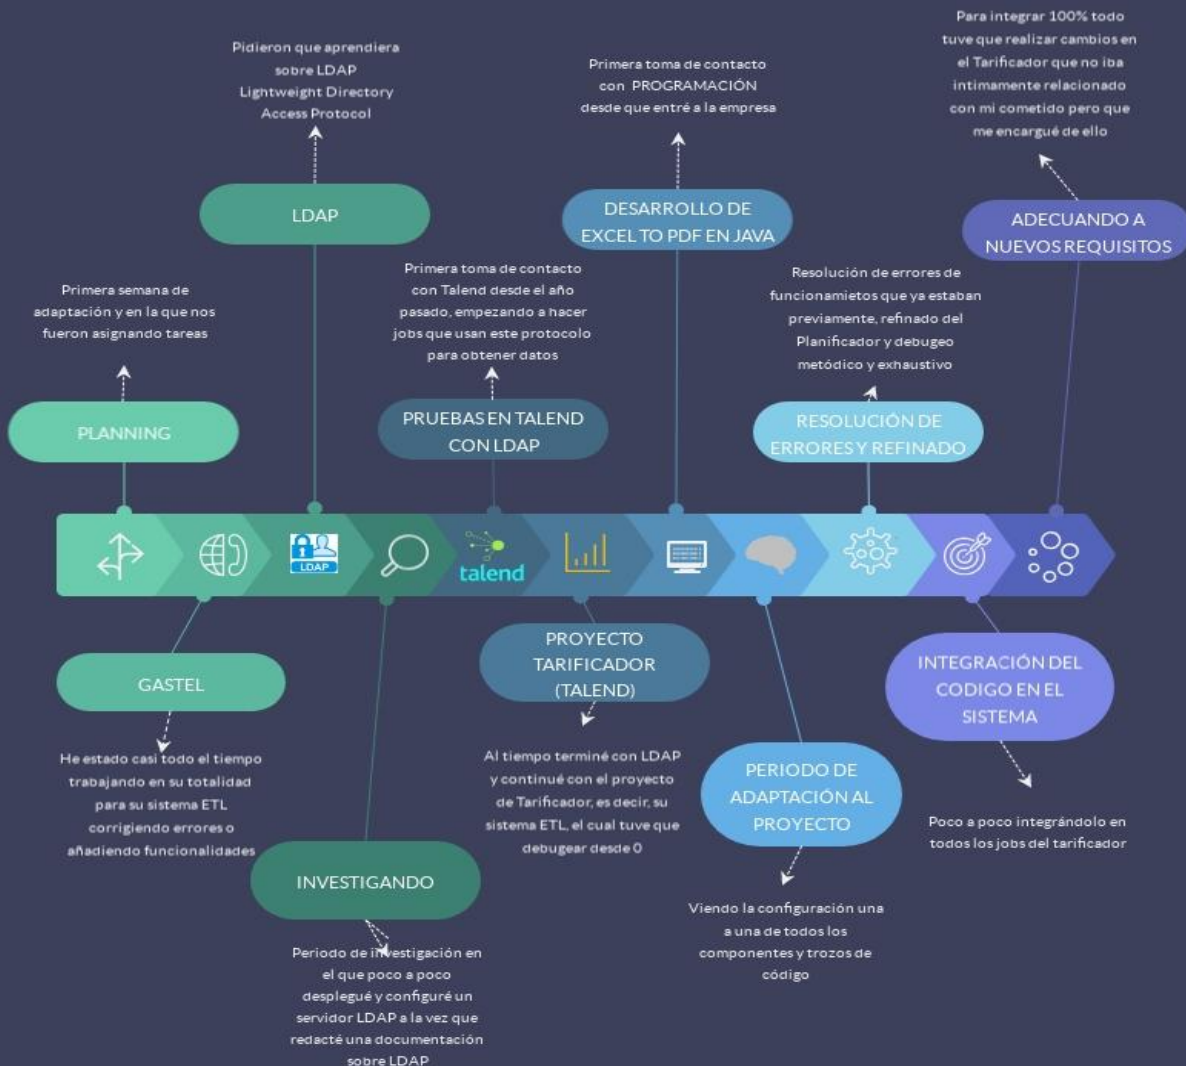 Pidieron que aprendiera
sobre LDAP
Lightweight Directory
Access Protocol
LDAP
Primera toma de contacto
con PROGRAMACIÓN
desde que entré a la empresa
DESARROLLO DE
EXCEL TO PDF EN JAVA
Para integrar 100% todo
tuve que realizar cambios en
el Tarificador que no iba
intimamente relacionado
con mi cometido pero que
me encargué de ello
ADECUANDO A
NUEVOS REQUISITOS
Primera semana de
adaptación y en la que nos
fueron asignando tareas
PLANNING
Primera toma de contacto
con Talend desde el año
pasado, empezando a hacer
jobs que usan este protocolo
para obtener datos
PRUEBAS EN TALEND
CON LDAP
Resolución de errores de
funcionamietos que ya estaban
previamente, refinado del
Planificador y debugeo
metódico y exhaustivo
RESOLUCIÓN DE
ERRORES Y REFINADO
LDAP
talend
GASTEL
He estado casi todo el tiempo
trabajando en su totalidad
para su sistema ETL
corrigiendo errores o
añadiendo funcionalidades
INVESTIGANDO
Periodo de investigación en
el que poco a poco
desplegué y configuré un
servidor LDAP a la vez que
redacté una documentación
sobre LDAP
PROYECTO
TARIFICADOR
(TALEND)
Al tiempo terminé con LDAP
y continué con el proyecto
de Tarificador, es decir, su
sistema ETL, el cual tuve que
debugear desde 0
PERIODO DE
ADAPTACIÓN AL
PROYECTO
Viendo la configuración una
a una de todos los
componentes y trozos de
código
INTEGRACIÓN DEL
CODIGO EN EL
SISTEMA
Poco a poco integrándolo en
todos los jobs del tarificador